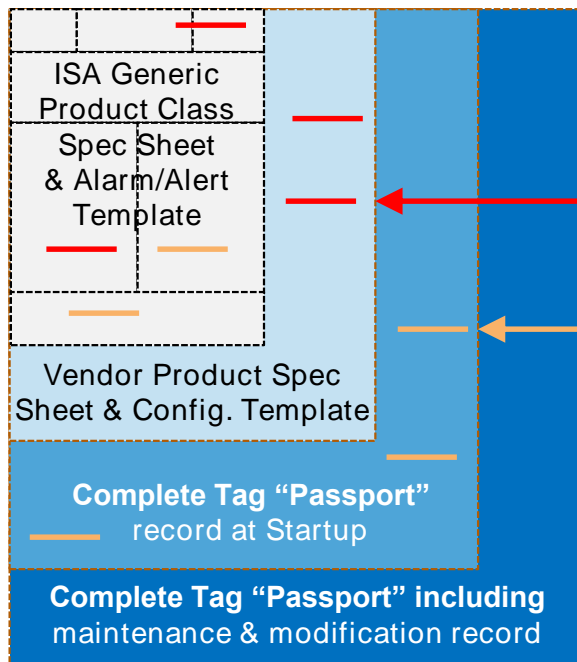 ISA Generic
Product Class
Spec Sheet
& Alarm/Alert
Template
Vendor Product Spec
Sheet & Config. Template
Complete Tag “Passport”
record at Startup
Complete Tag “Passport” including
maintenance & modification record